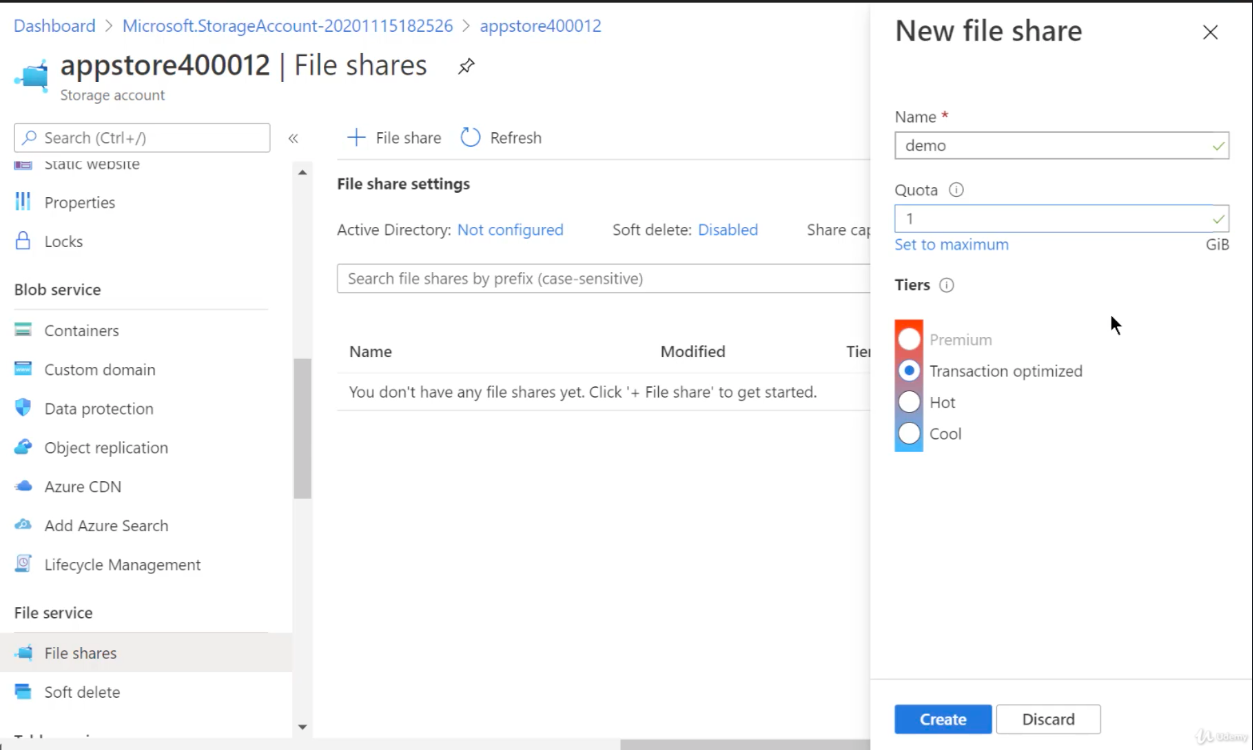 Dashboard > Microsoft.StorageAccount-20201115182526 > appstore400012
appstore400012 | File shares
Storage account
Search (Ctrl+/)
«
Static website
Properties
Locks
Blob service
Containers
Custom domain
Data protection
Object replication
Azure CDN
Add Azure Search
Lifecycle Management
File service
File shares
Soft delete
+ File share Refresh
File share settings
Active Directory: Not configured Soft delete: Disabled Share cap
Search file shares by prefix (case-sensitive)
Name Modified Tier
You don't have any file shares yet. Click '+ File share' to get started.
New file share
Name *
demo
Quota
1
Set to maximum GiB
Tiers
Premium
Transaction optimized
Hot
Cool
Create Discard
Udemy